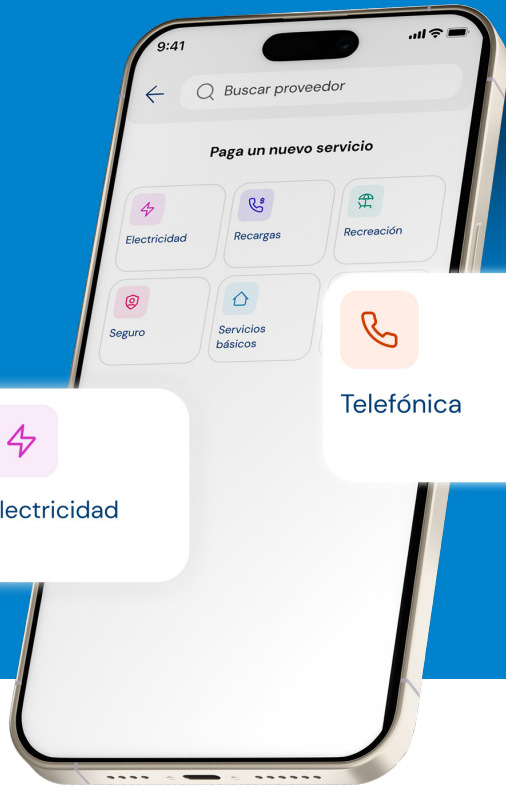 9:41
Buscar proveedor
Paga un nuevo servicio
Electricidad
Recargas
Recreación
Seguro
Servicios
básicos
Telefónica
lectricidad